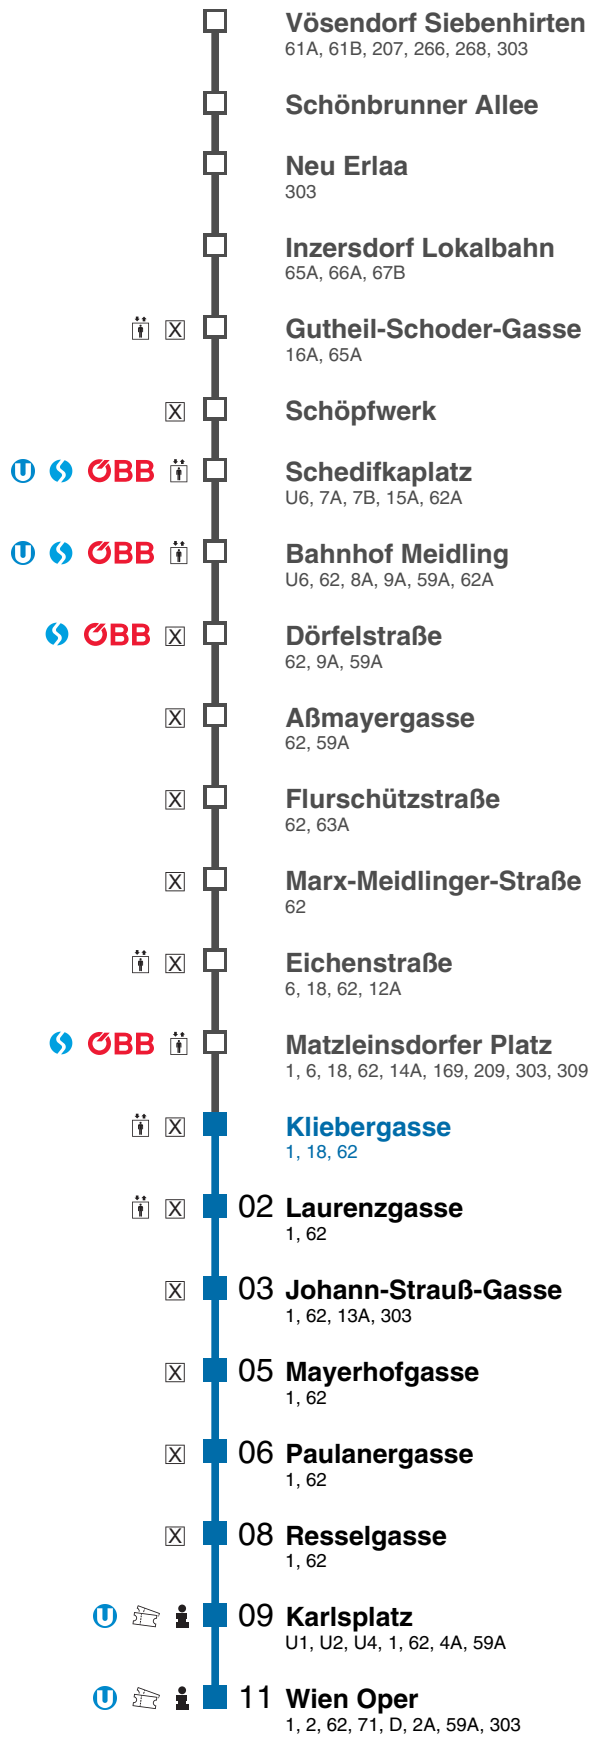 Vösendorf Siebenhirten
61A, 61B, 207, 266, 268, 303
Schönbrunner Allee
Neu Erlaa
303
Inzersdorf Lokalbahn
65A, 66A, 67B
X Gutheil-Schoder-Gasse
16A, 65A
X Schöpfwerk
U ÖBB Schedifkaplatz
U6, 7A, 7B, 15A, 62A
U ÖBB Bahnhof Meidling
U6, 62, 8A, 9A, 59A, 62A
ÖBB X Dörfelstraße
62, 9A, 59A
X Aßmayergasse
62, 59A
X Flurschützstraße
62, 63A
X Marx-Meidlinger-Straße
62
X Eichenstraße
6, 18, 62, 12A
ÖBB Matzleinsdorfer Platz
1, 6, 18, 62, 14A, 169, 209, 303, 309
X Kliebergasse
1, 18, 62
X 02 Laurenzgasse
1, 62
X 03 Johann-Strauß-Gasse
1, 62, 13A, 303
X 05 Mayerhofgasse
1, 62
X 06 Paulanergasse
1, 62
X 08 Resselgasse
1, 62
U i 09 Karlsplatz
U1, U2, U4, 1, 62, 4A, 59A
U i 11 Wien Oper
1, 2, 62, 71, D, 2A, 59A, 303